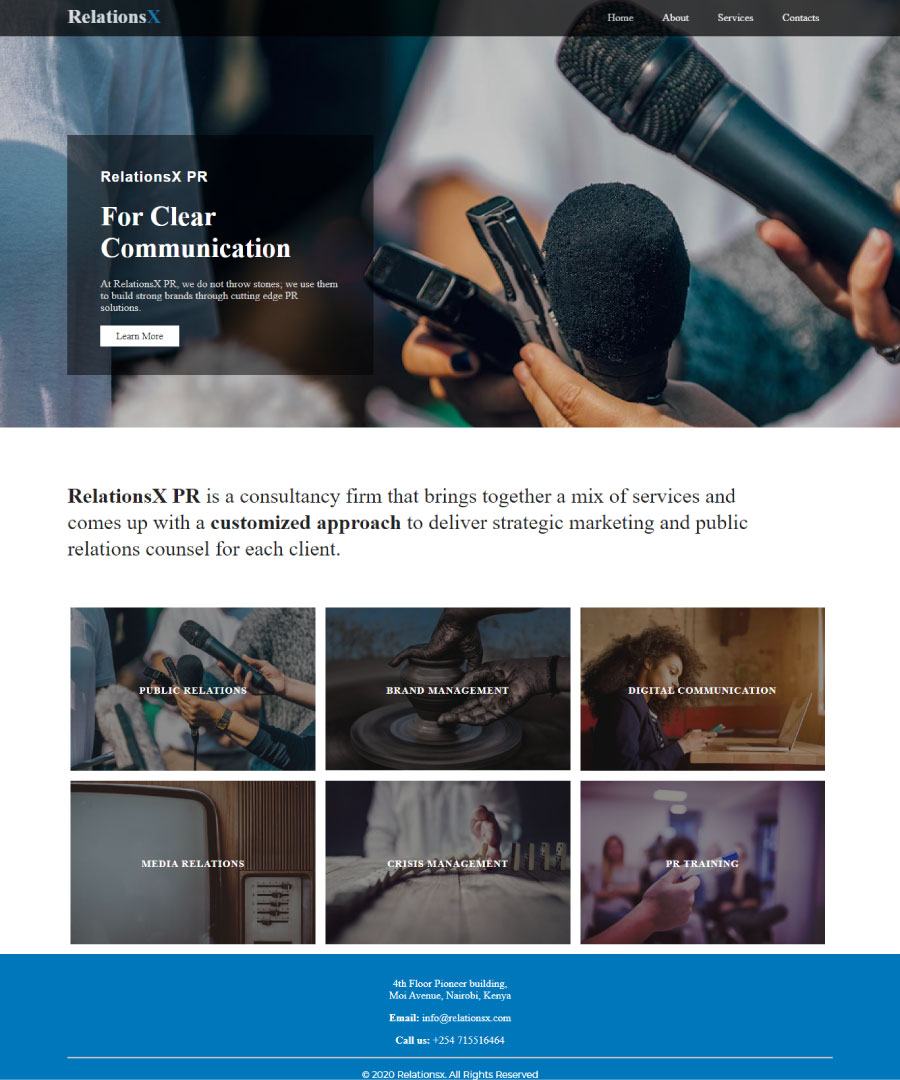 RelationsX
Home About Services Contacts
RelationsX PR
For Clear
Communication
At RelationsX PR, we do not throw stones; we use them
to build strong brands through cutting edge PR
solutions.
Learn More
RelationsX PR is a consultancy firm that brings together a mix of services and
comes up with a customized approach to deliver strategic marketing and public
relations counsel for each client.
PUBLIC RELATIONS
BRAND MANAGEMENT
DIGITAL COMMUNICATION
MEDIA RELATIONS
CRISIS MANAGEMENT
PR TRAINING
4th Floor Pioneer building,
Moi Avenue, Nairobi, Kenya
Email: info@relationsx.com
Call us: +254 715516464
© 2020 Relationsx. All Rights Reserved